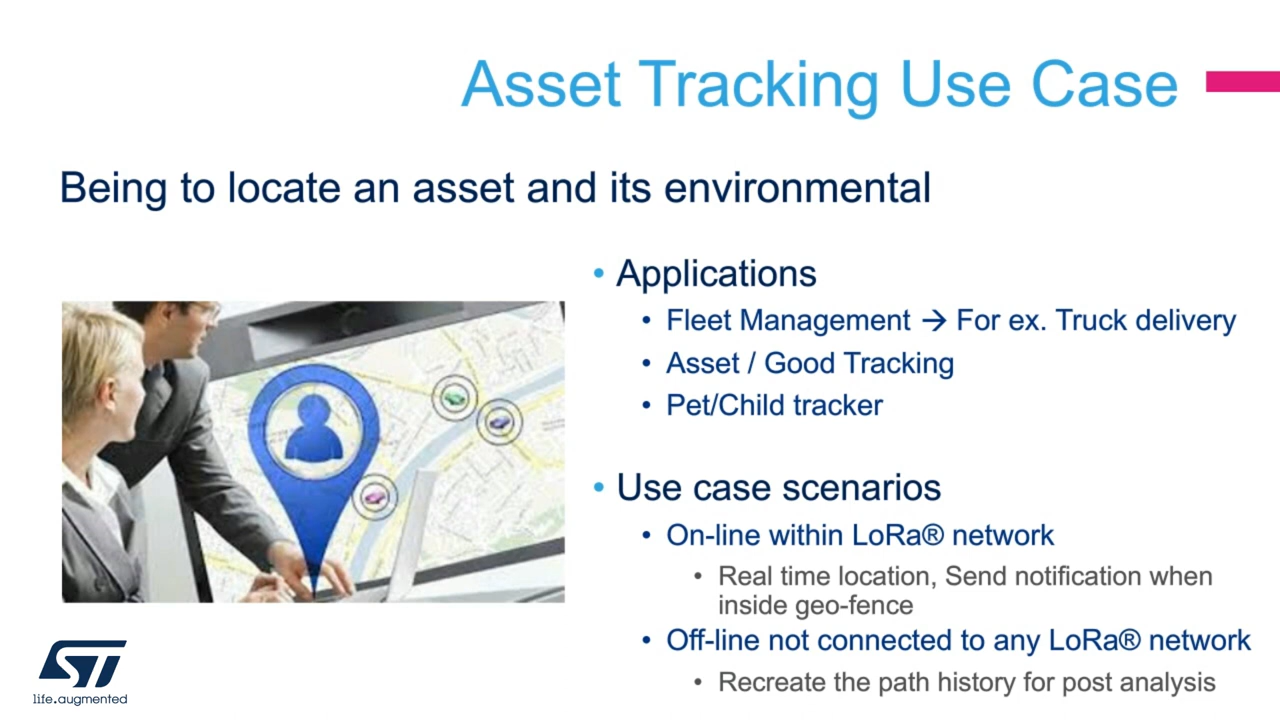 Asset Tracking Use Case
Being to locate an asset and its environmental
• Applications
• Fleet Management → For ex. Truck delivery
• Asset / Good Tracking
• Pet/Child tracker
• Use case scenarios
• On-line within LoRa® network
• Real time location, Send notification when
inside geo-fence
• Off-line not connected to any LoRa® network
• Recreate the path history for post analysis
ST
life.augmented